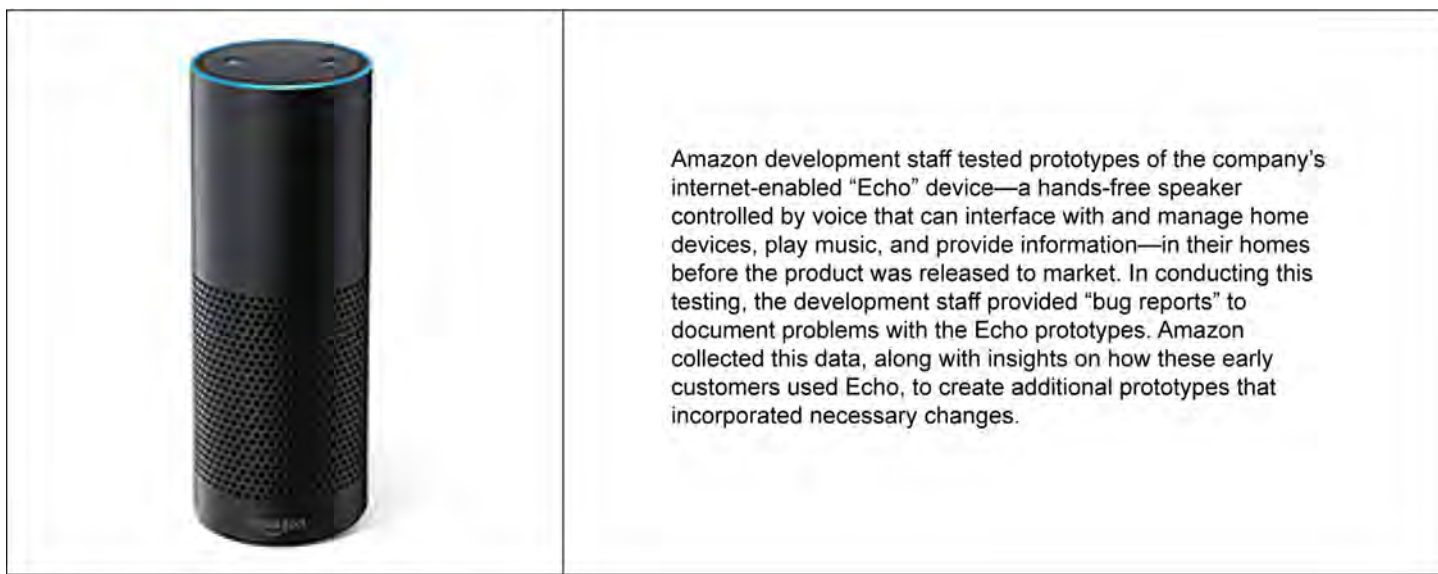 Amazon development staff tested prototypes of the company’s
internet-enabled “Echo” device—a hands-free speaker
controlled by voice that can interface with and manage home
devices, play music, and provide information—in their homes
before the product was released to market. In conducting this
testing, the development staff provided “bug reports” to
document problems with the Echo prototypes. Amazon
collected this data, along with insights on how these early
customers used Echo, to create additional prototypes that
incorporated necessary changes.
amazon